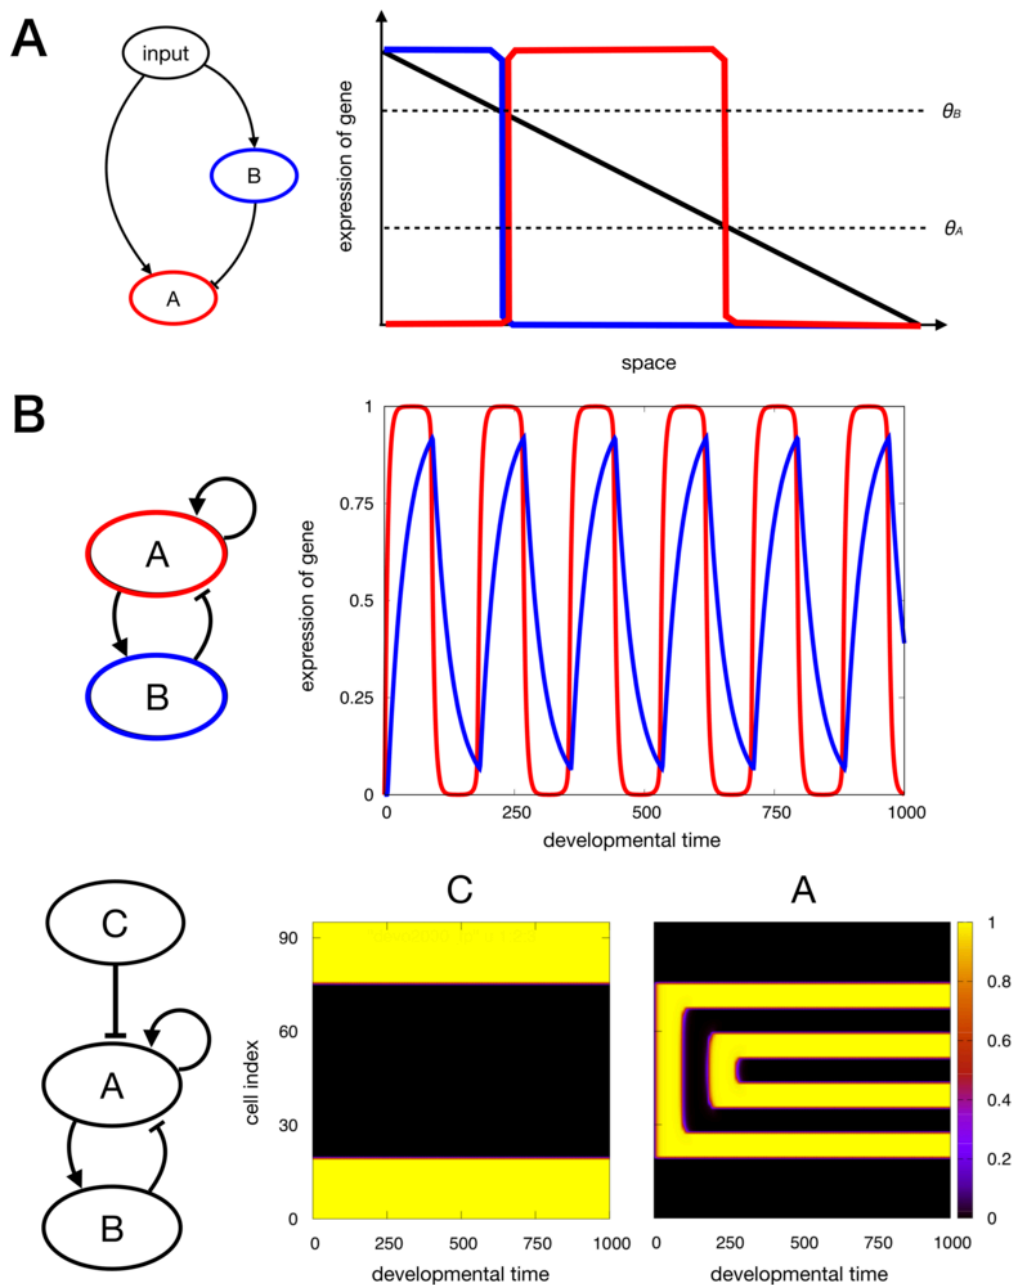 A
input
B
A
expression of gene
θB
θA
space
B
A
B
expression of gene
1
0.75
0.5
0.25
0
0 250 500 750 1000
developmental time
C
A
B
C
A
cell index
90
60
30
0
0 250 500 750 1000
developmental time
0 250 500 750 1000
developmental time
1
0.8
0.6
0.4
0.2
0